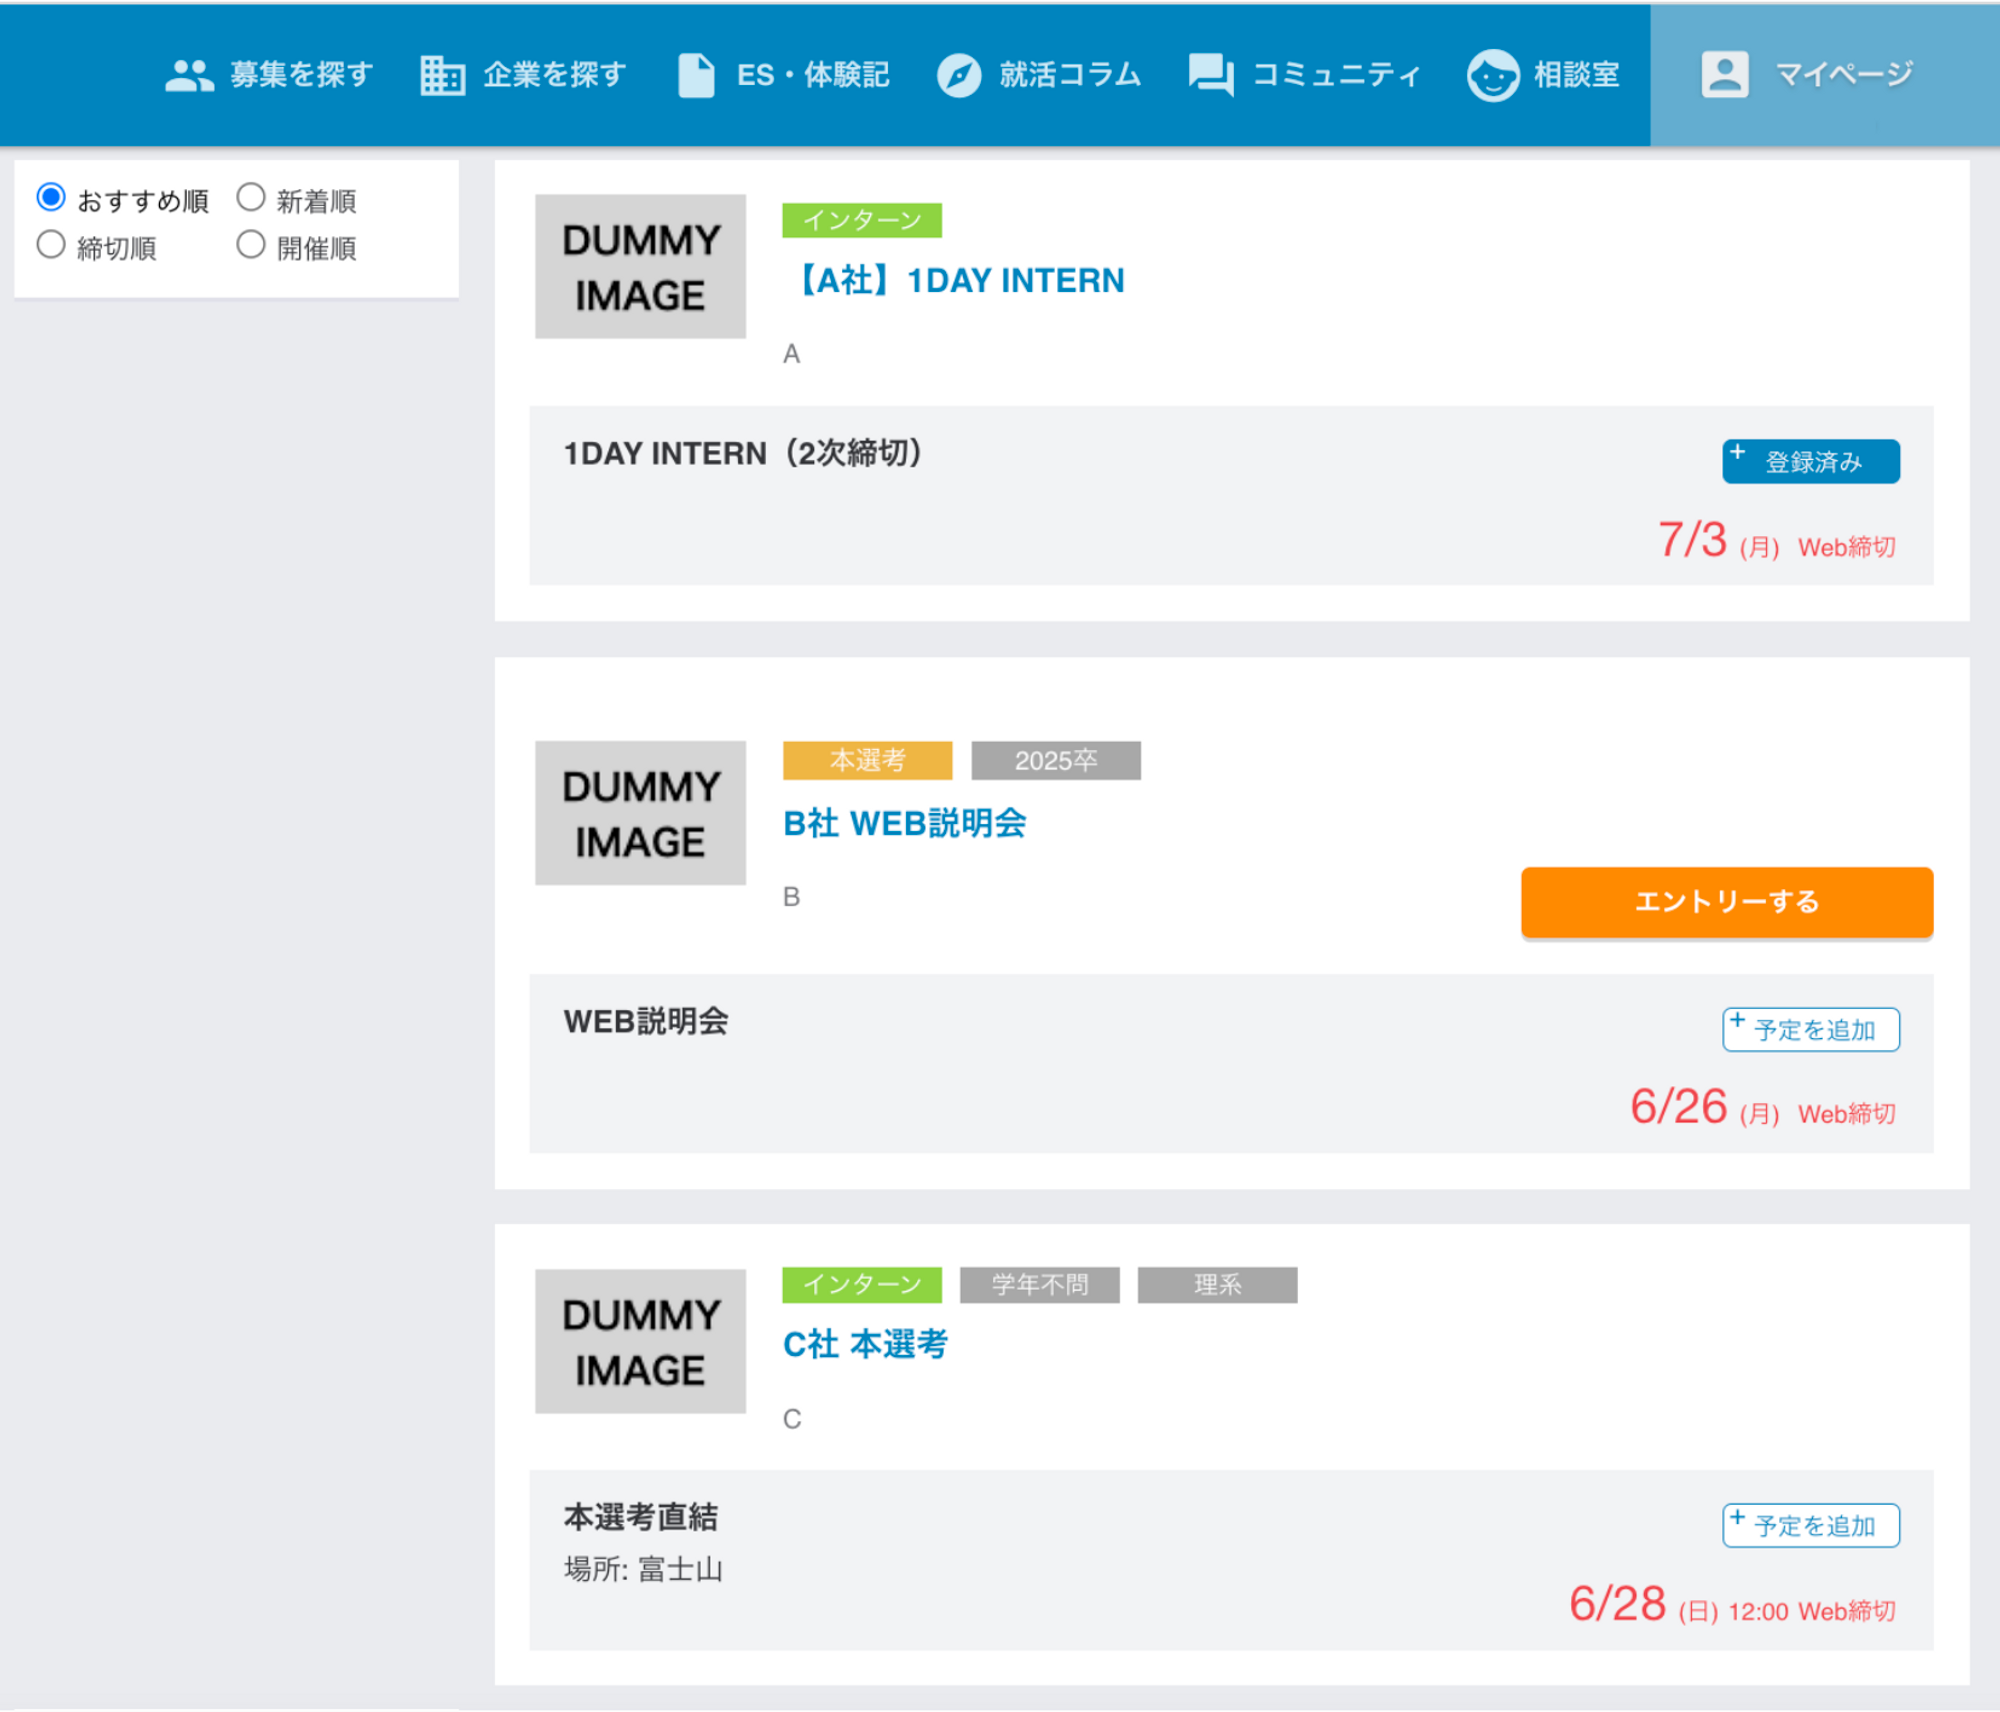 募集を探す 企業を探す ES・体験記 就活コラム コミュニティ 相談室 マイページ
おすすめ順 新着順
締切順 開催順
DUMMY
IMAGE
インターン
【A社】1DAY INTERN
A
1DAY INTERN（2次締切）
+ 登録済み
7/3 (月) Web締切
DUMMY
IMAGE
本選考 2025卒
B社 WEB説明会
B
エントリーする
WEB説明会
+ 予定を追加
6/26 (月) Web締切
DUMMY
IMAGE
インターン 学年不問 理系
C社 本選考
C
本選考直結
+ 予定を追加
場所: 富士山
6/28 (日) 12:00 Web締切